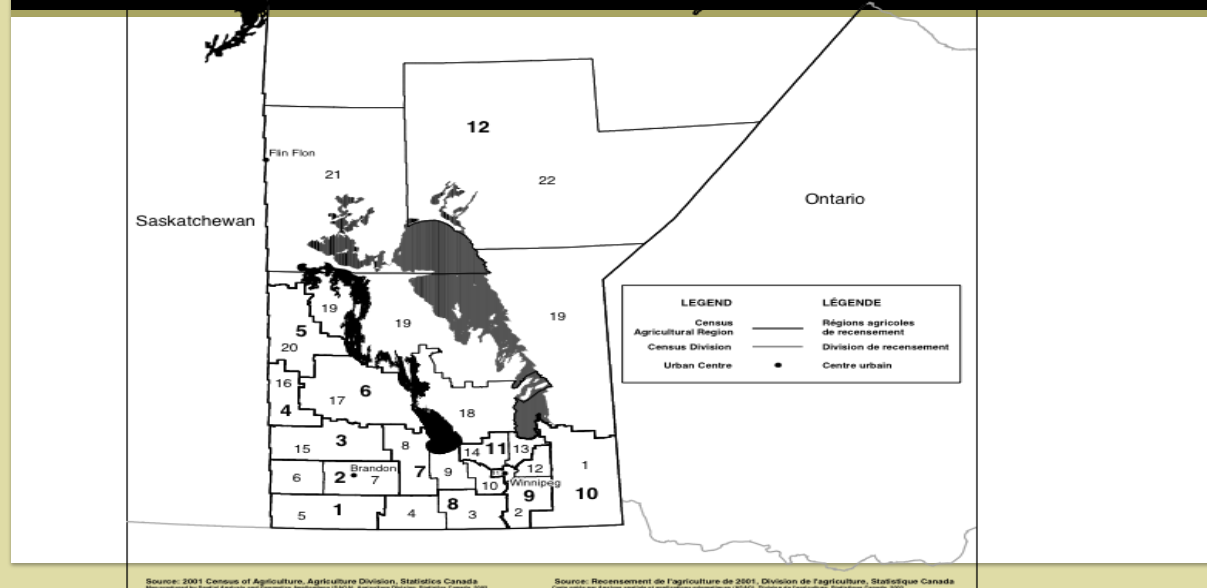 12
Flin Flon
21
22
Saskatchewan
Ontario
19
19
19
5
20
16
4
17
6
18
LEGEND
LÉGENDE
Census
Agricultural Region
Régions agricoles
de recensement
Census Division
Division de recensement
Urban Centre
Centre urbain
15
3
8
14
11
13
7
9
12
1
6
2
Brandon
7
10
Winnipeg
9
10
5
1
4
8
3
2
Source: 2001 Census of Agriculture, Agriculture Division, Statistics Canada
Source: Recensement de l'agriculture de 2001, Division de l'agriculture, Statistique Canada